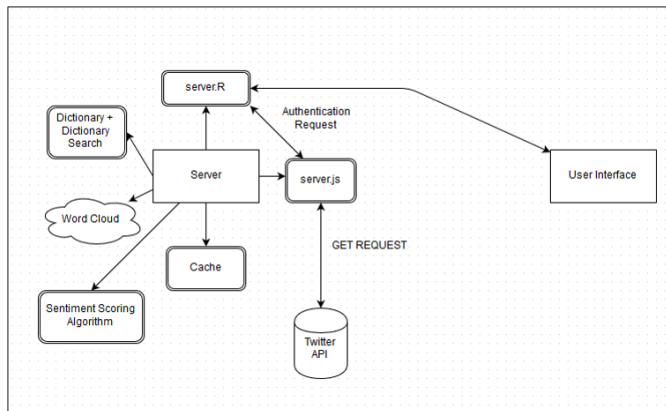 server.R
Authentication
Request
Dictionary +
Dictionary
Search
Server
server.js
User Interface
Word Cloud
GET REQUEST
Cache
Sentiment Scoring
Algorithm
Twitter
API